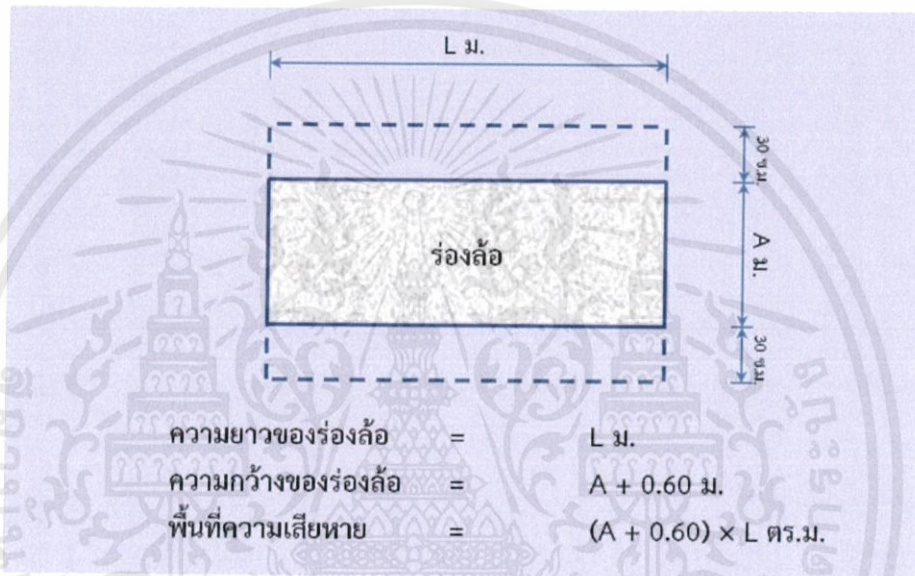 L ม.
30 ซ.ม.
A ม.
ร่องล้อ
30 ซ.ม.
ความยาวของร่องล้อ = L ม.
ความกว้างของร่องล้อ = A + 0.60 ม.
พื้นที่ความเสียหาย = (A + 0.60) × L ตร.ม.